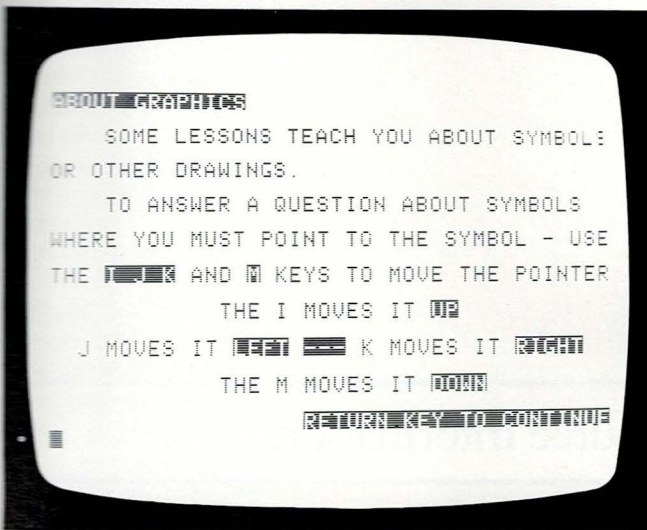 ABOUT GRAPHICS
SOME LESSONS TEACH YOU ABOUT SYMBOLS
OR OTHER DRAWINGS.
TO ANSWER A QUESTION ABOUT SYMBOLS
WHERE YOU MUST POINT TO THE SYMBOL - USE
THE I J K AND M KEYS TO MOVE THE POINTER
THE I MOVES IT UP
J MOVES IT LEFT --- K MOVES IT RIGHT
THE M MOVES IT DOWN
RETURN KEY TO CONTINUE